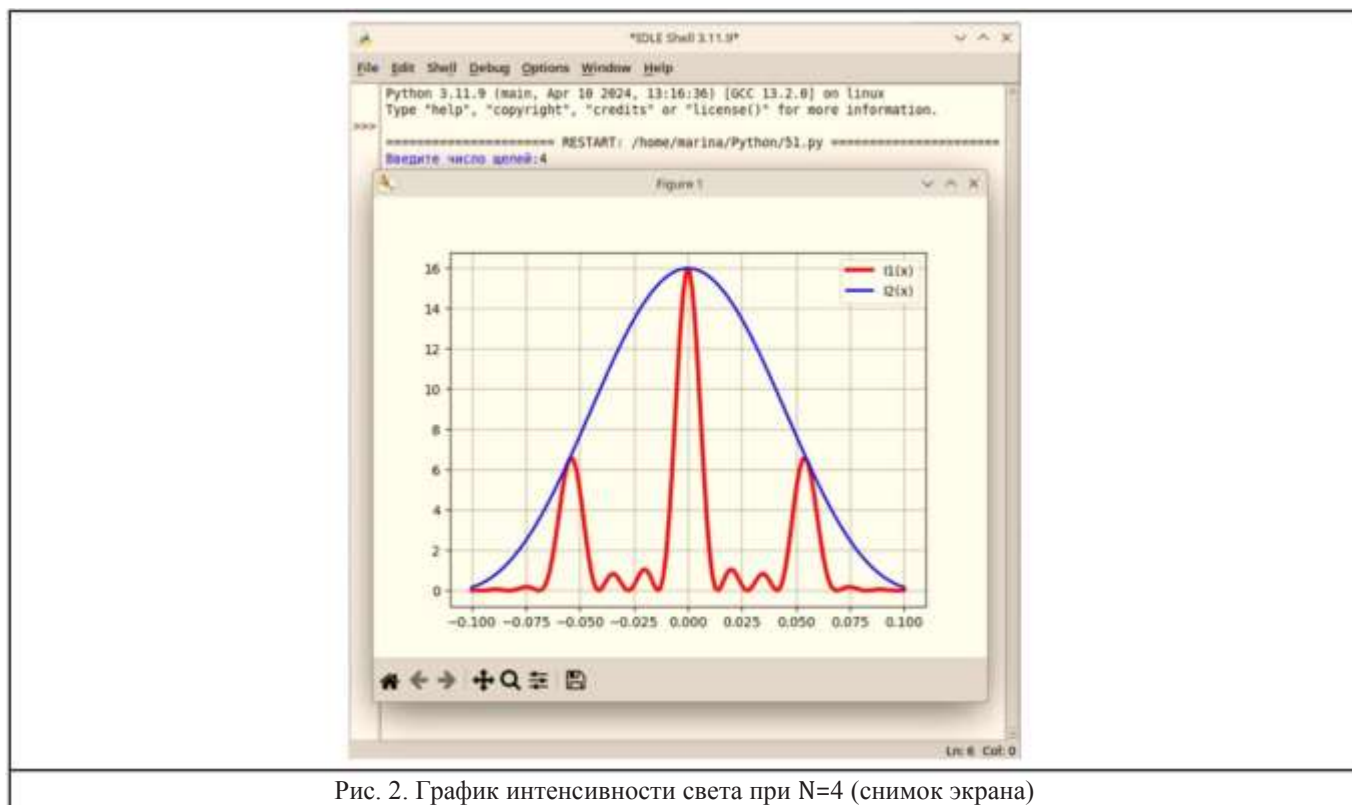 *IDLE Shell 3.11.9*
File Edit Shell Debug Options Window Help
Python 3.11.9 (main, Apr 10 2024, 13:16:36) [GCC 13.2.0] on linux
Type "help", "copyright", "credits" or "license()" for more information.
>>>
====================== RESTART: /home/marina/Python/51.py ======================
Введите число щелей:4
Figure 1
I1(x)
I2(x)
16
14
12
10
8
6
4
2
0
−0.100 −0.075 −0.050 −0.025 0.000 0.025 0.050 0.075 0.100
Ln: 6 Col: 0
Рис. 2. График интенсивности света при N=4 (снимок экрана)